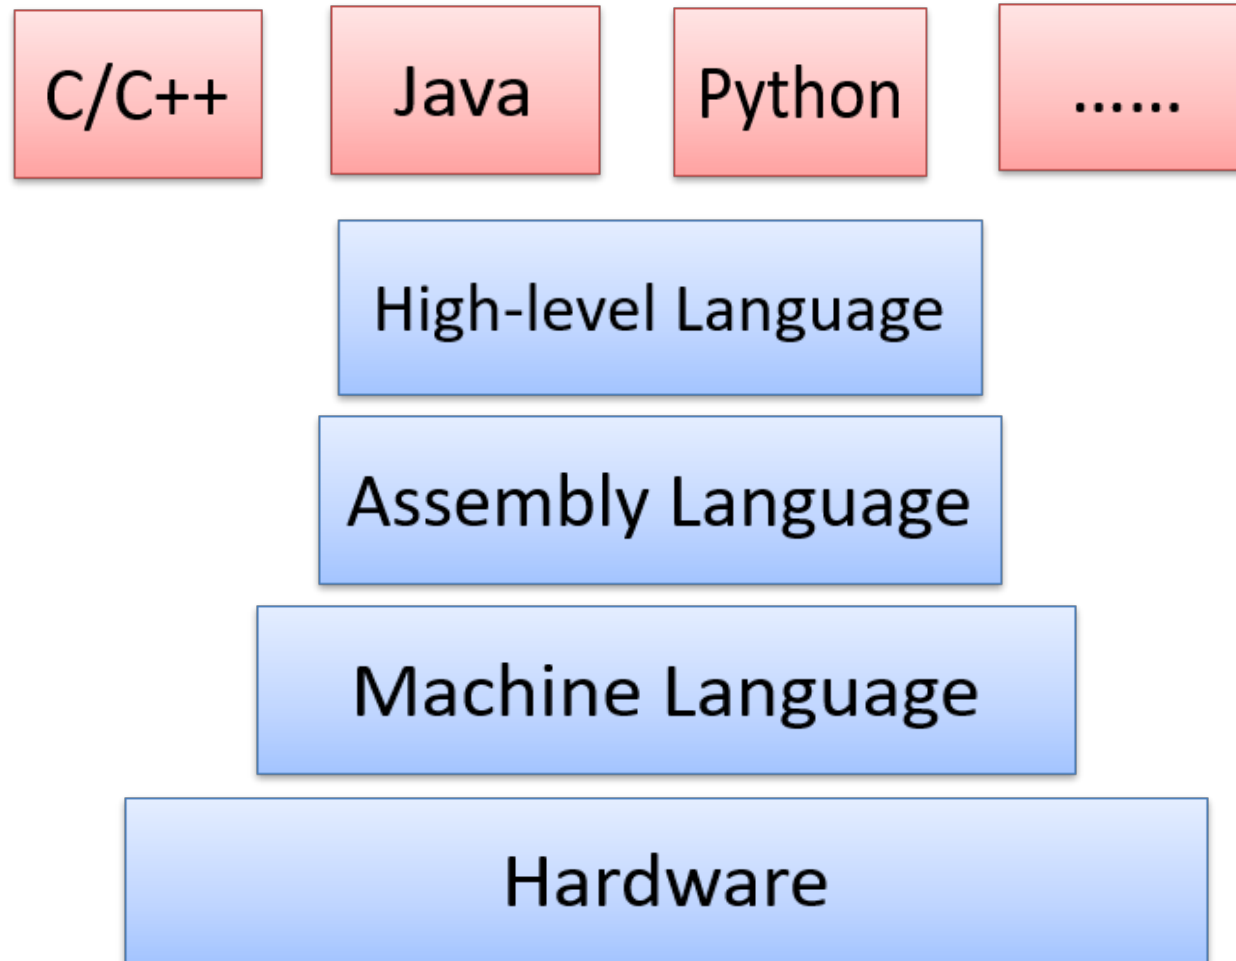 C/C++
Java
Python
......
High-level Language
Assembly Language
Machine Language
Hardware